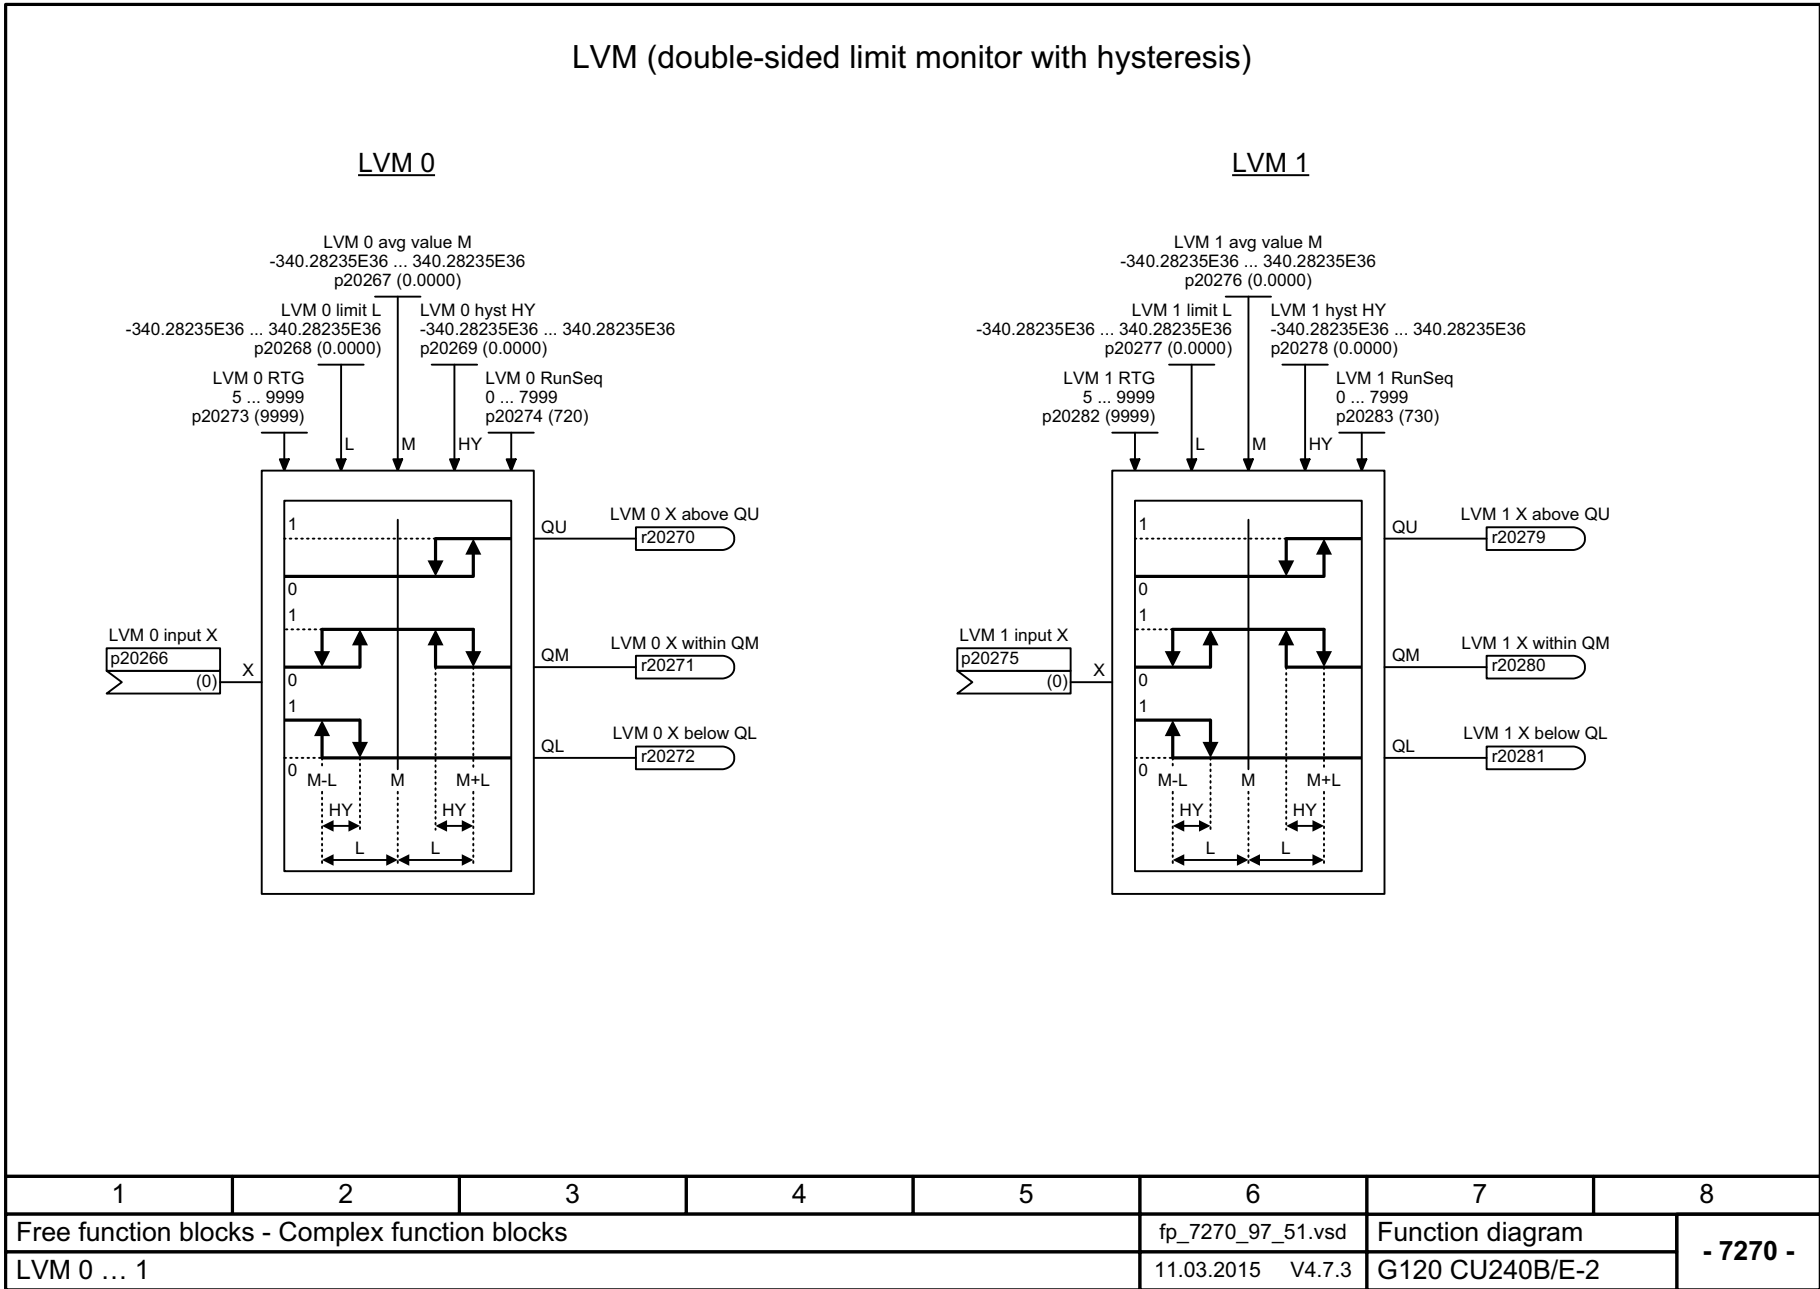 LVM (double-sided limit monitor with hysteresis)
LVM 0
LVM 0 avg value M
-340.28235E36 ... 340.28235E36
p20267 (0.0000)
LVM 0 limit L
-340.28235E36 ... 340.28235E36
p20268 (0.0000)
LVM 0 hyst HY
-340.28235E36 ... 340.28235E36
p20269 (0.0000)
LVM 0 RTG
5 ... 9999
p20273 (9999)
LVM 0 RunSeq
0 ... 7999
p20274 (720)
L
M
HY
LVM 0 input X
p20266
(0)
X
1
0
1
0
1
0
M-L
M
M+L
HY
HY
L
L
QU
LVM 0 X above QU
r20270
QM
LVM 0 X within QM
r20271
QL
LVM 0 X below QL
r20272
LVM 1
LVM 1 avg value M
-340.28235E36 ... 340.28235E36
p20276 (0.0000)
LVM 1 limit L
-340.28235E36 ... 340.28235E36
p20277 (0.0000)
LVM 1 hyst HY
-340.28235E36 ... 340.28235E36
p20278 (0.0000)
LVM 1 RTG
5 ... 9999
p20282 (9999)
LVM 1 RunSeq
0 ... 7999
p20283 (730)
L
M
HY
LVM 1 input X
p20275
(0)
X
1
0
1
0
1
0
M-L
M
M+L
HY
HY
L
L
QU
LVM 1 X above QU
r20279
QM
LVM 1 X within QM
r20280
QL
LVM 1 X below QL
r20281
1 2 3 4 5 6 7 8
Free function blocks - Complex function blocks
fp_7270_97_51.vsd
Function diagram
- 7270 -
LVM 0 … 1
11.03.2015 V4.7.3
G120 CU240B/E-2